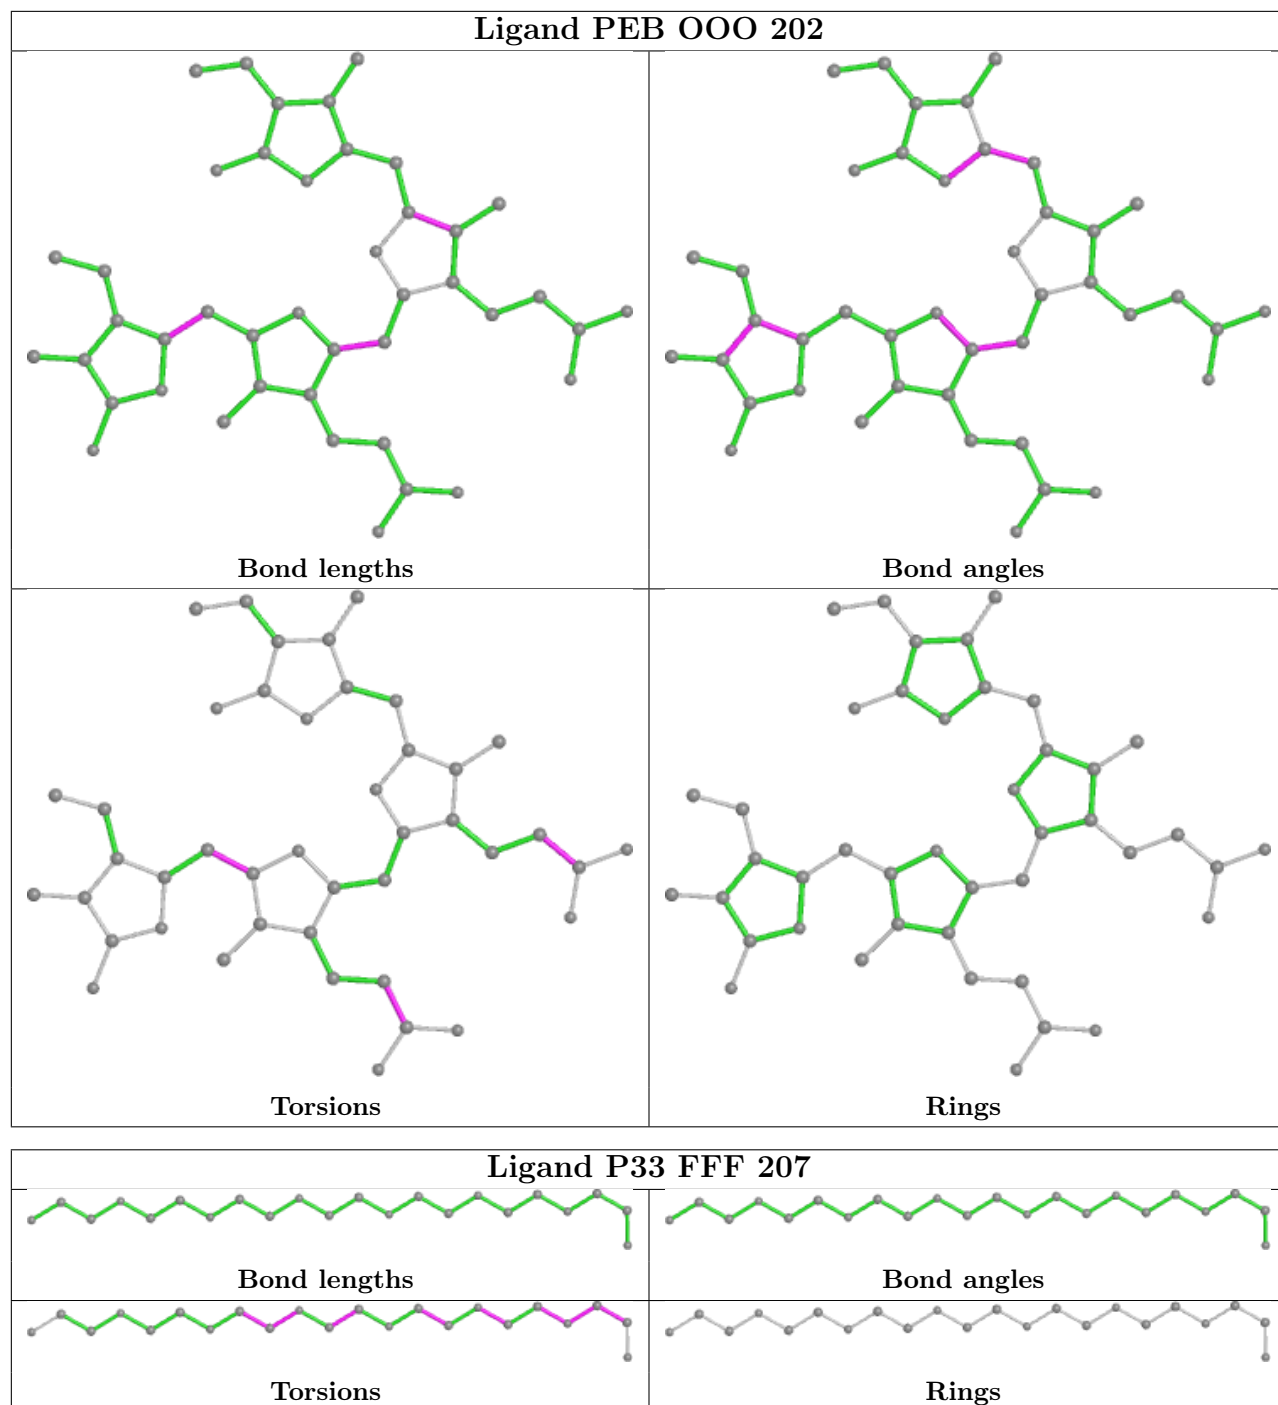 Ligand PEB OOO 202
Bond lengths
Bond angles
Torsions
Rings
Ligand P33 FFF 207
Bond lengths
Bond angles
Torsions
Rings